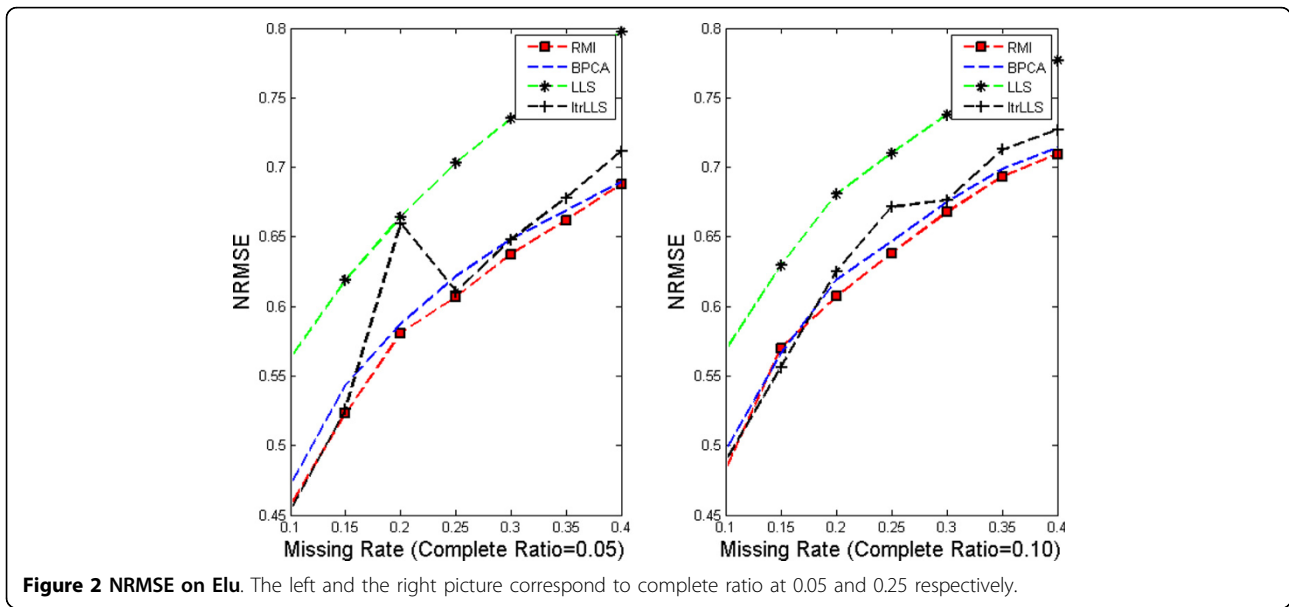 0.8
0.75
0.7
0.65
0.6
0.55
0.5
0.45
NRMSE
0.1 0.15 0.2 0.25 0.3 0.35 0.4
Missing Rate (Complete Ratio=0.05)
RMI
BPCA
LLS
ItrLLS
0.8
0.75
0.7
0.65
0.6
0.55
0.5
0.45
NRMSE
0.1 0.15 0.2 0.25 0.3 0.35 0.4
Missing Rate (Complete Ratio=0.10)
RMI
BPCA
LLS
ItrLLS
Figure 2 NRMSE on Elu. The left and the right picture correspond to complete ratio at 0.05 and 0.25 respectively.